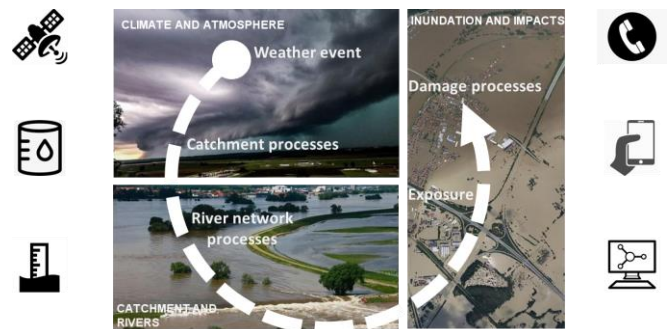 CLIMATE AND ATMOSPHERE
Weather event
Catchment processes
River network
processes
CATCHMENT AND
RIVERS
INUNDATION AND IMPACTS
Damage processes
Exposure